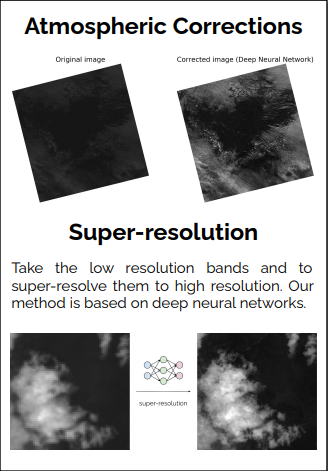 Atmospheric Corrections
Original image
Corrected image (Deep Neural Network)
Super-resolution
Take the low resolution bands and to
super-resolve them to high resolution. Our
method is based on deep neural networks.
super-resolution